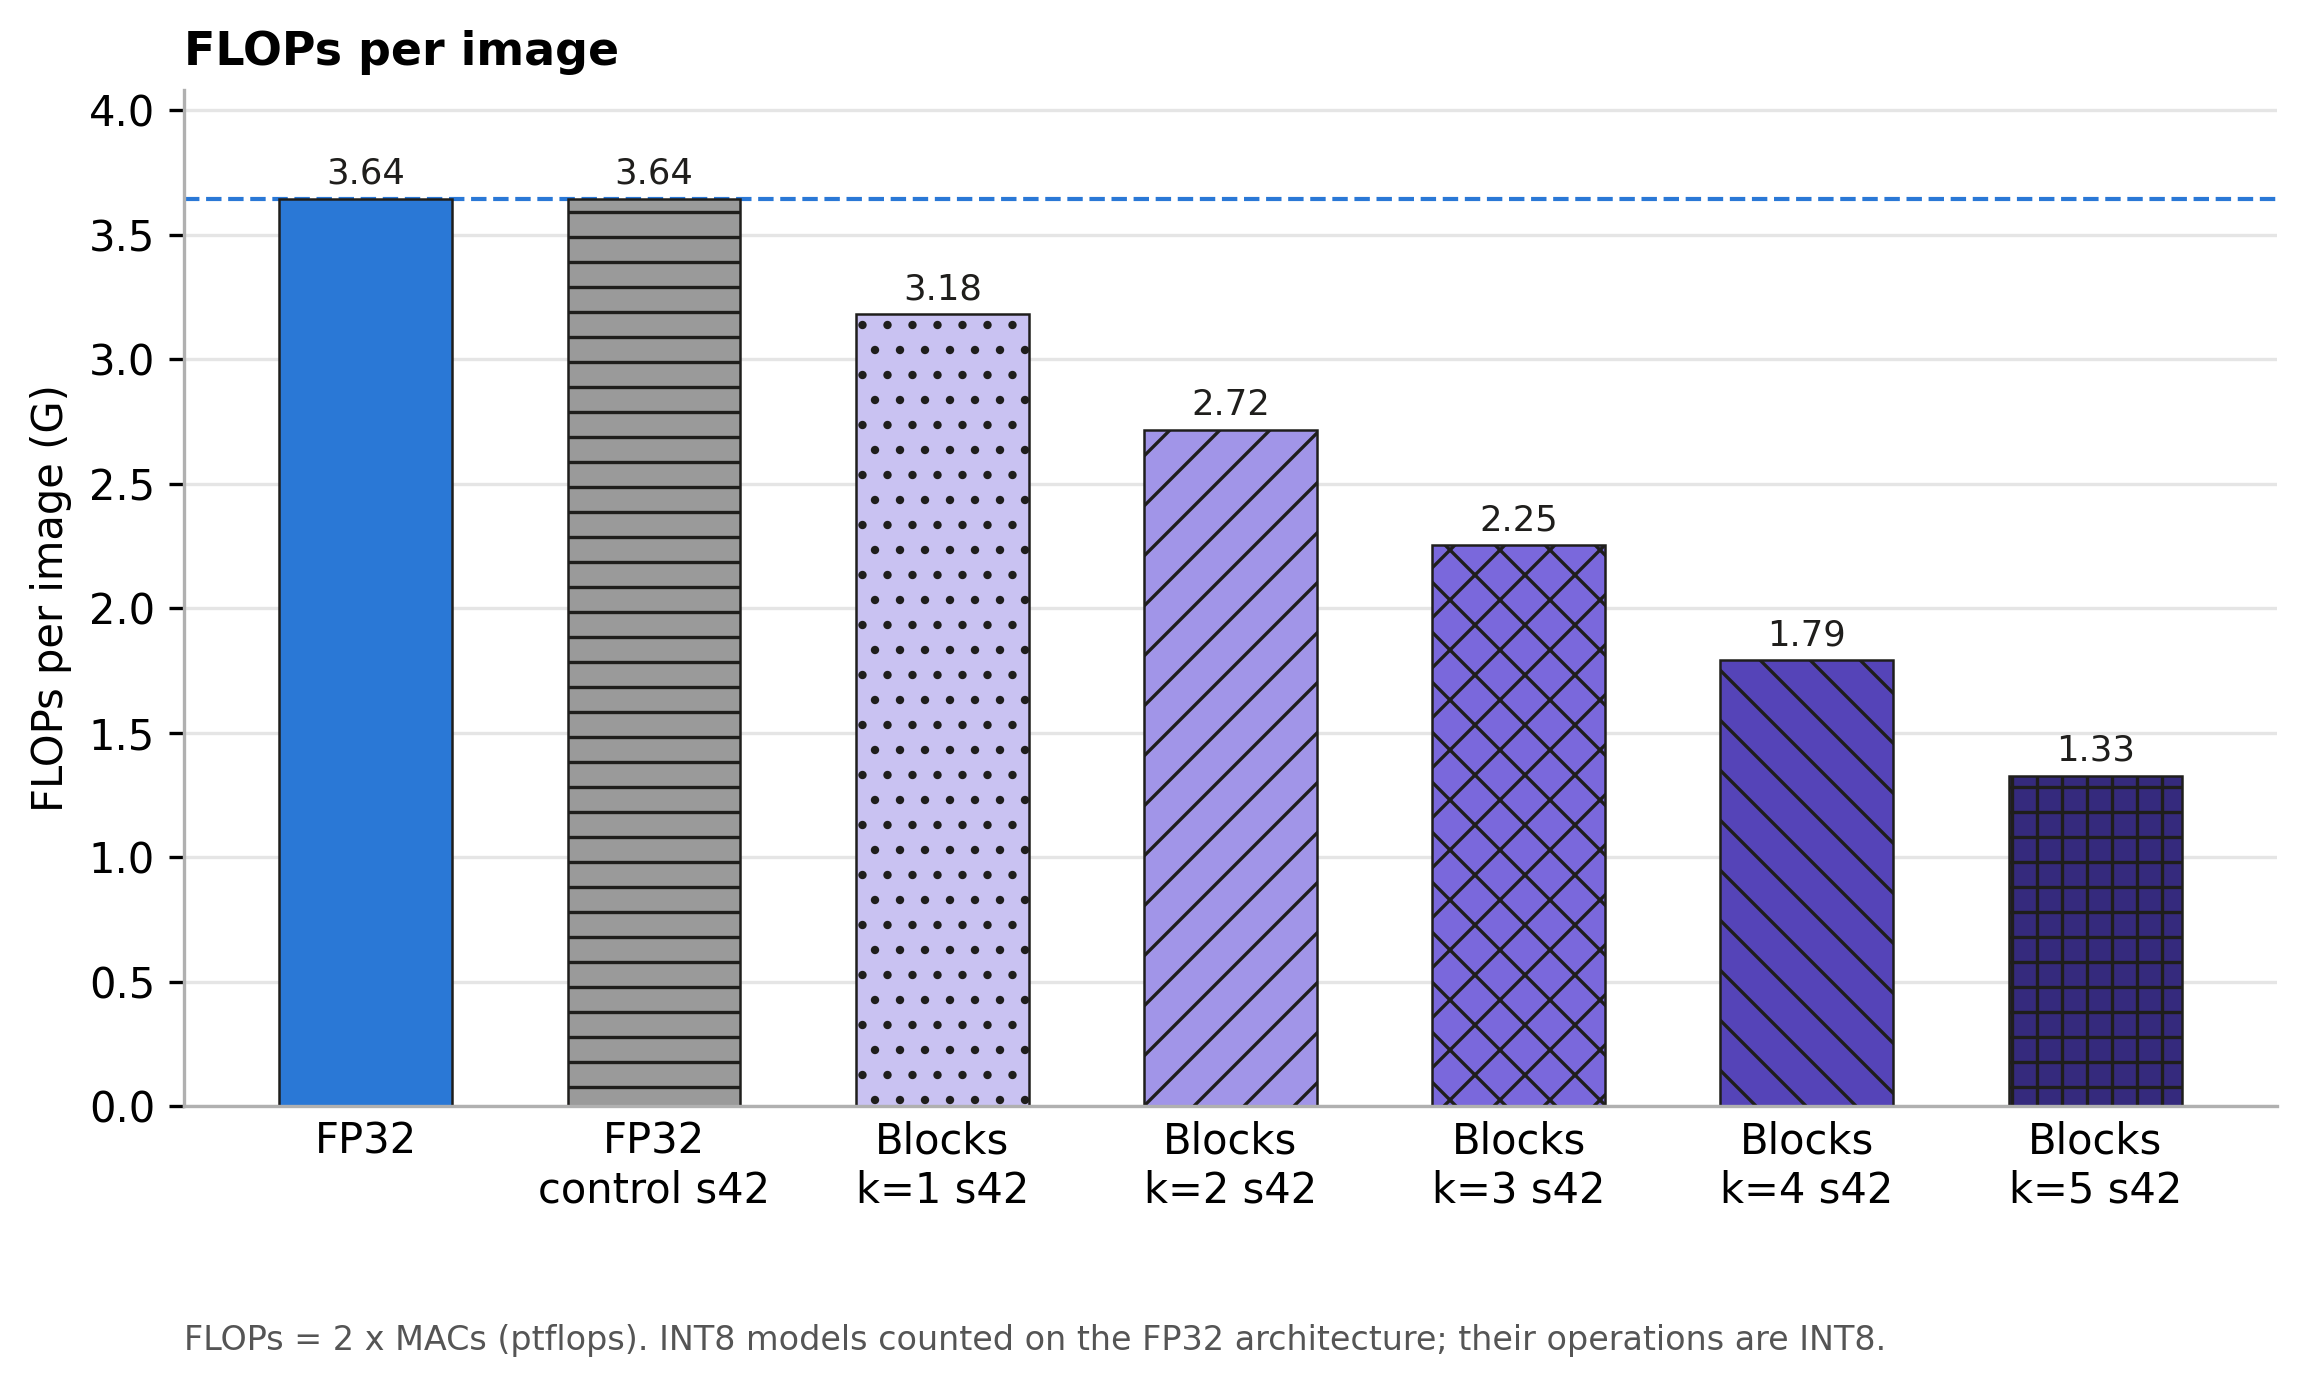 FLOPs per image
FLOPs per image (G)
4.0
3.5
3.0
2.5
2.0
1.5
1.0
0.5
0.0
3.64
3.64
3.18
2.72
2.25
1.79
1.33
FP32
FP32
control s42
Blocks
k=1 s42
Blocks
k=2 s42
Blocks
k=3 s42
Blocks
k=4 s42
Blocks
k=5 s42
FLOPs = 2 x MACs (ptflops). INT8 models counted on the FP32 architecture; their operations are INT8.